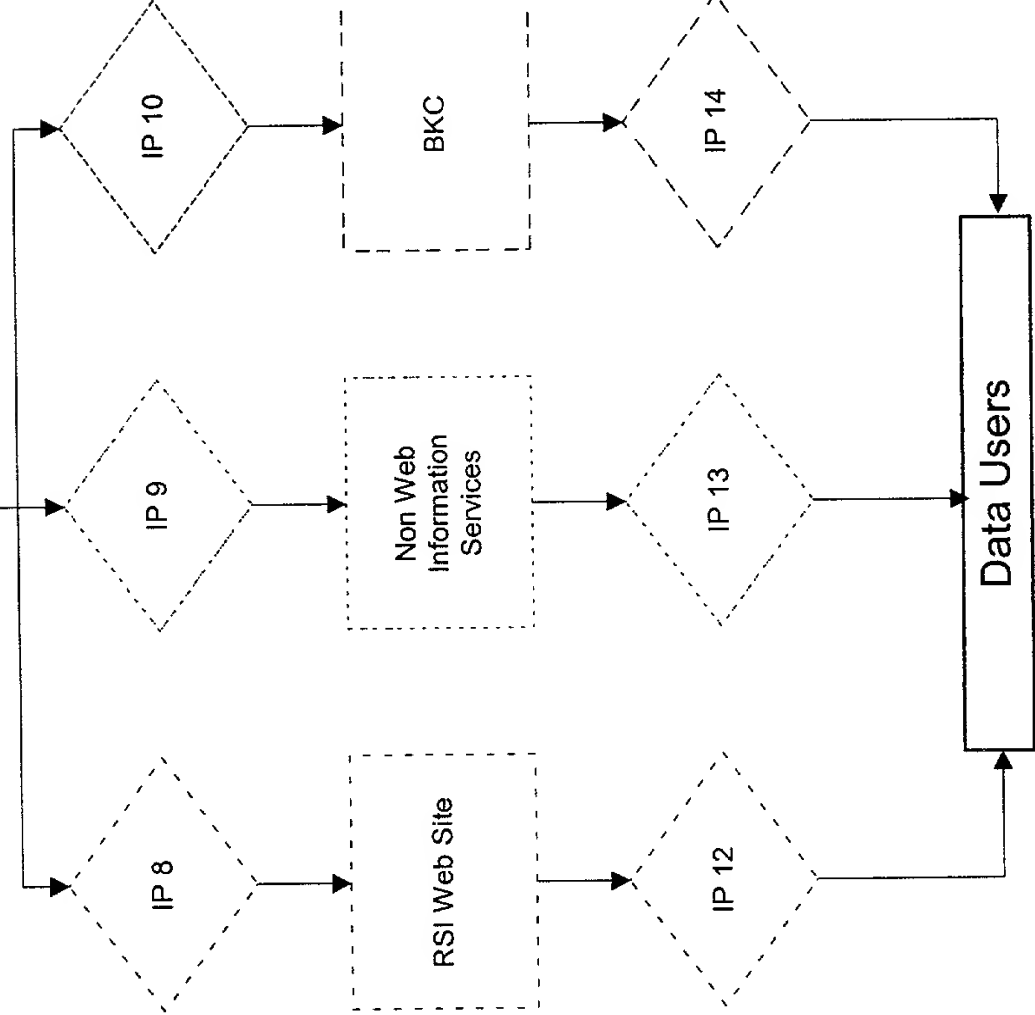 IP 8
IP 9
IP 10
RSI Web Site
Non Web
Information
Services
BKC
IP 12
IP 13
IP 14
Data Users